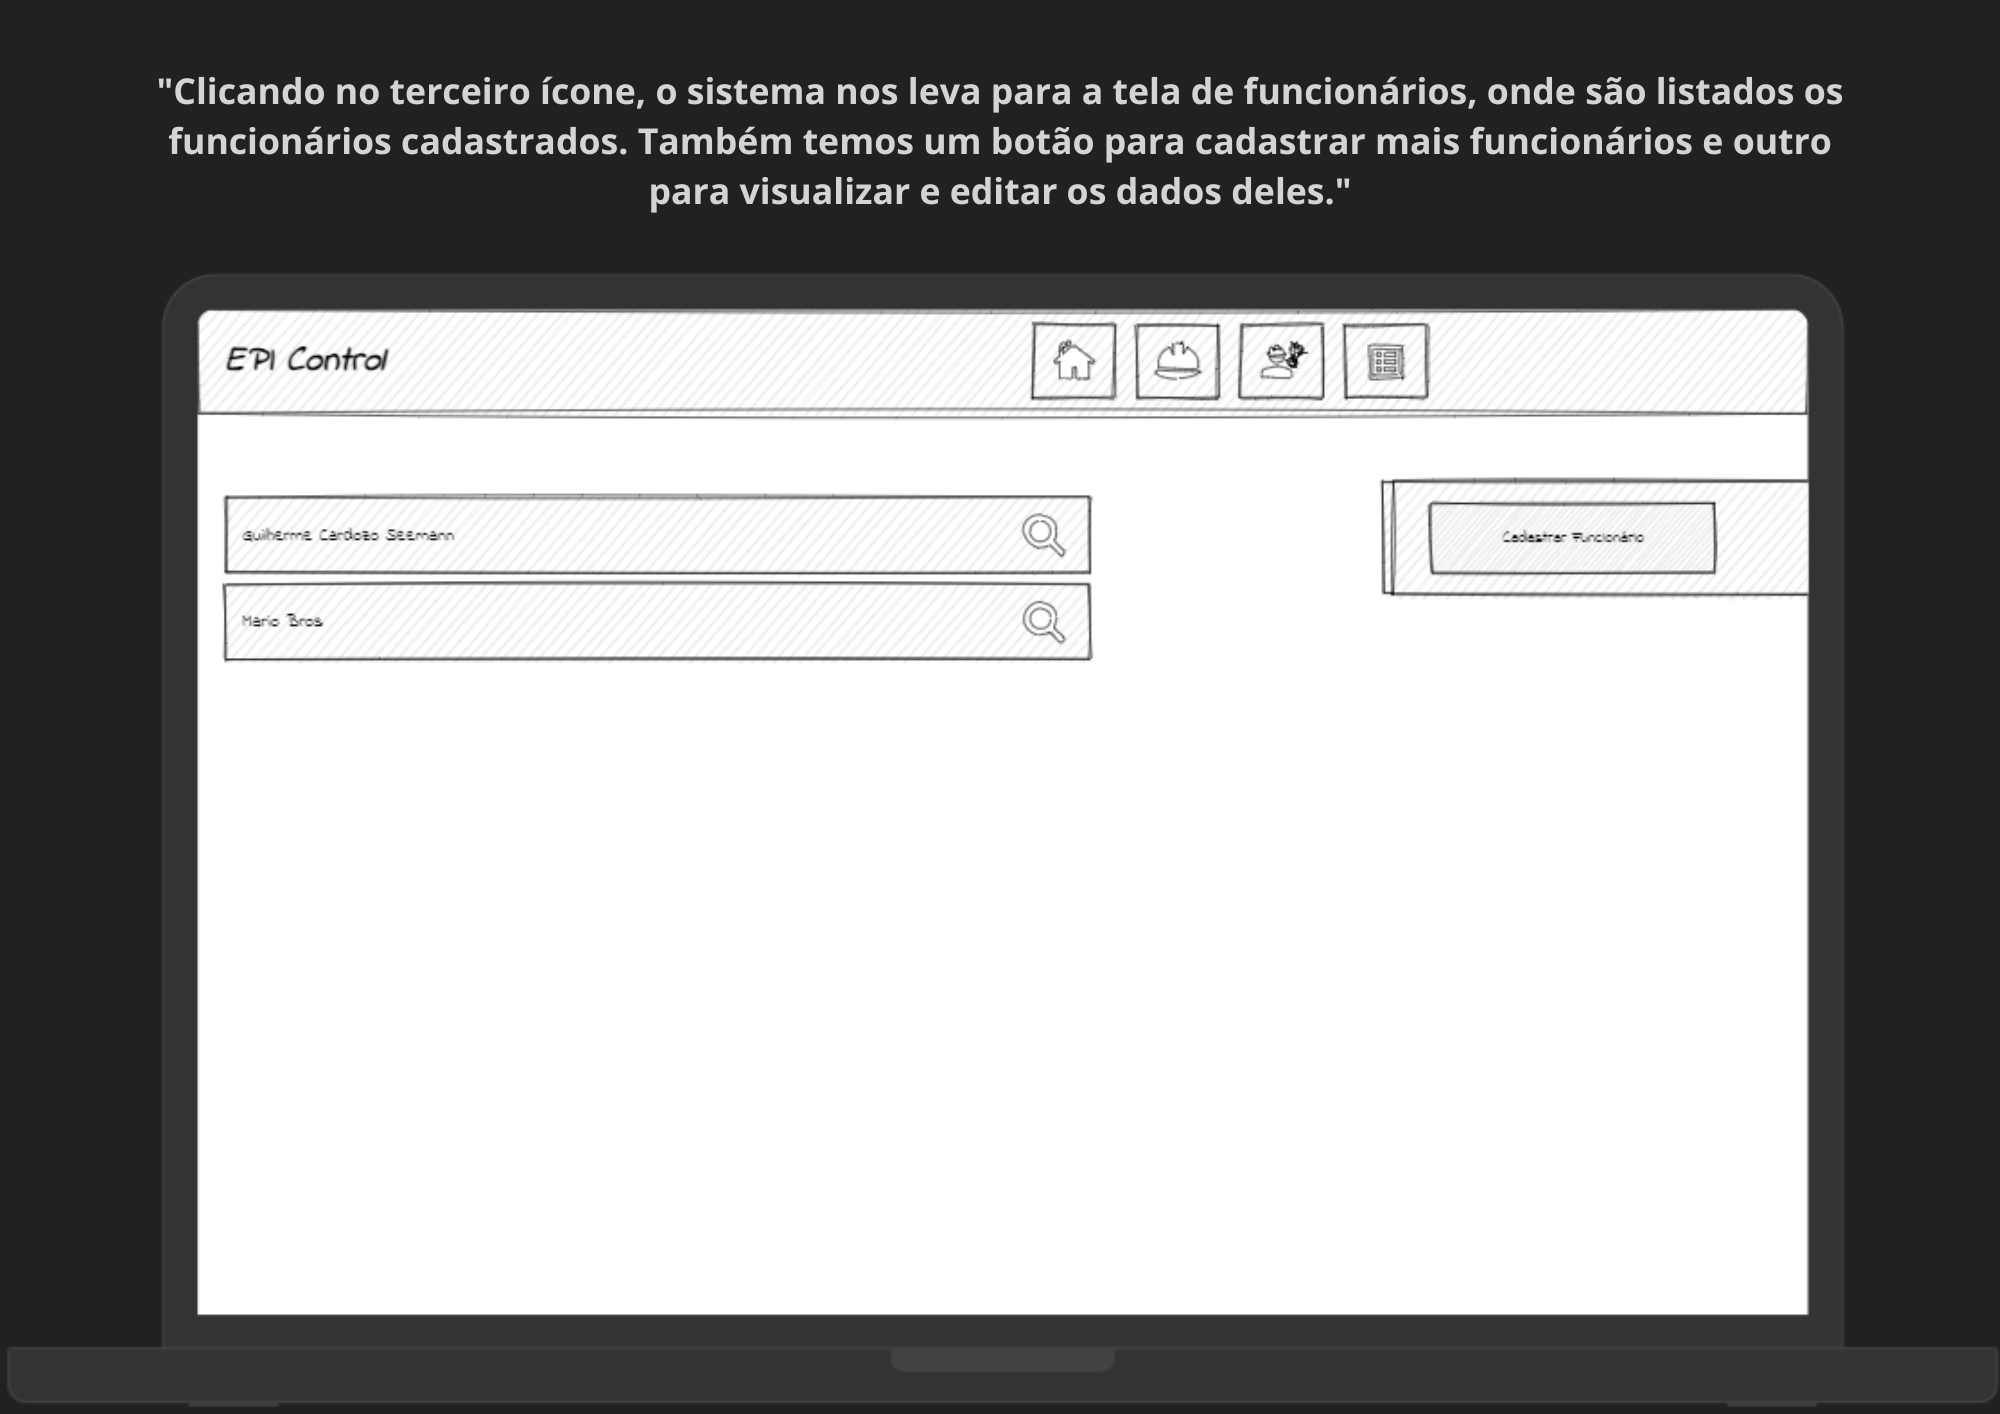 "Clicando no terceiro ícone, o sistema nos leva para a tela de funcionários, onde são listados os
funcionários cadastrados. Também temos um botão para cadastrar mais funcionários e outro
para visualizar e editar os dados deles."
EPI Control
Guilherme Cardozo Seemann
Cadastrar Funcionário
Mario Bros